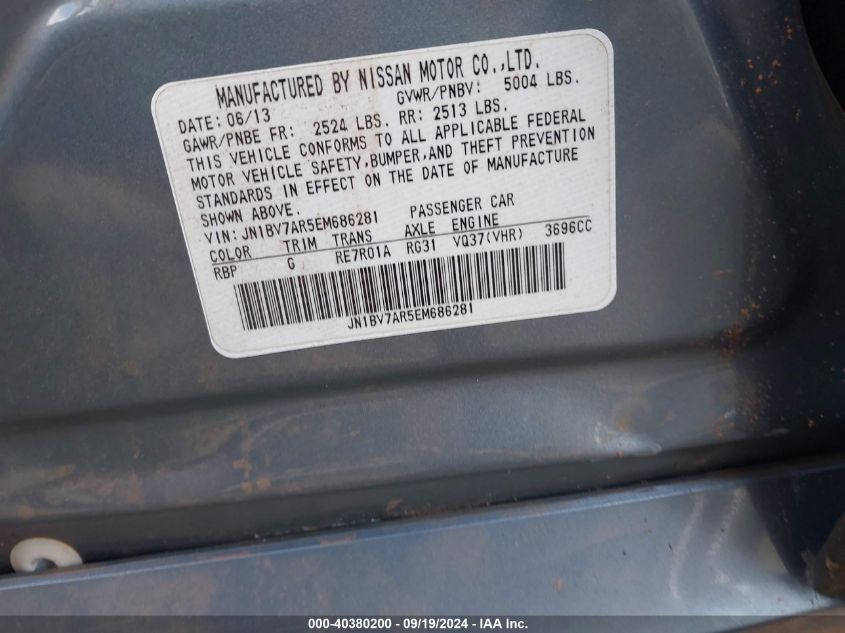 MANUFACTURED BY NISSAN MOTOR CO.,LTD.
DATE: 06/13 GVWR/PNBV: 5004 LBS.
GAWR/PNBE FR: 2524 LBS. RR: 2513 LBS.
THIS VEHICLE CONFORMS TO ALL APPLICABLE FEDERAL
MOTOR VEHICLE SAFETY,BUMPER,AND THEFT PREVENTION
STANDARDS IN EFFECT ON THE DATE OF MANUFACTURE
SHOWN ABOVE.
VIN: JN1BV7AR5EM686281 PASSENGER CAR
COLOR TRIM TRANS AXLE ENGINE
RBP G RE7R01A RG31 VQ37(VHR) 3696CC
JN1BV7AR5EM686281
000-40380200 - 09/19/2024 - IAA Inc.